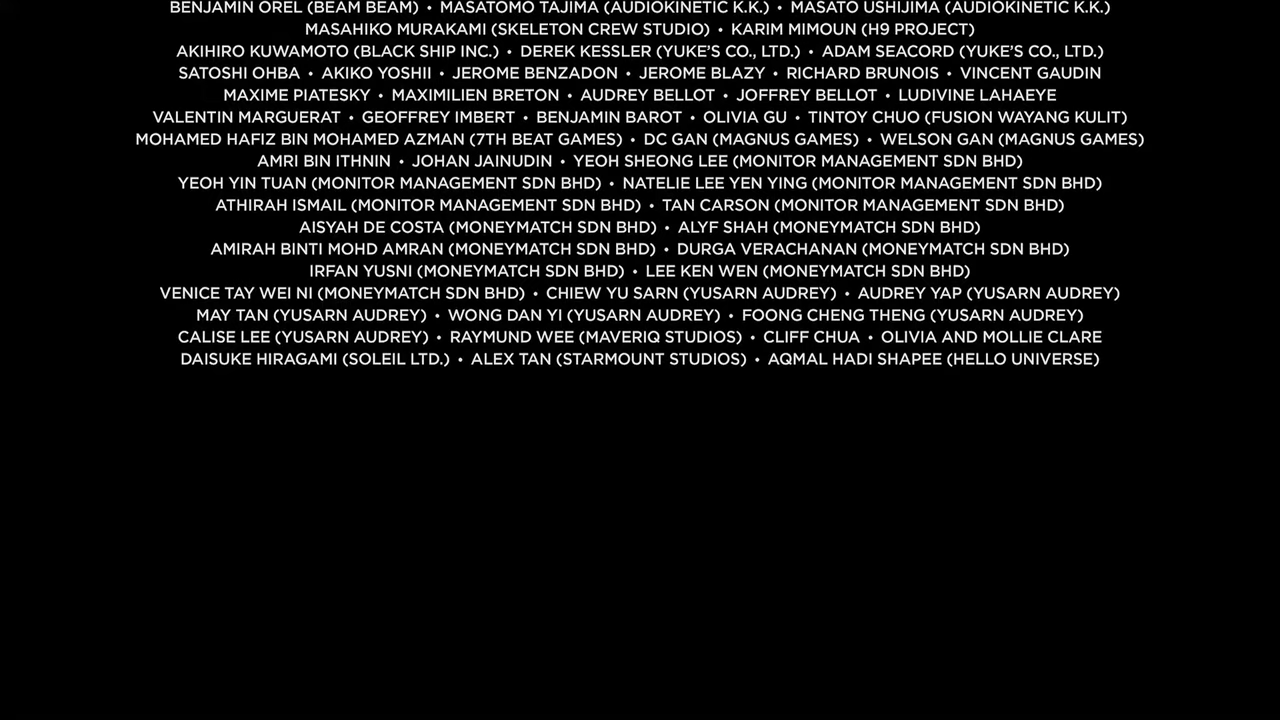 BENJAMIN OREL (BEAM BEAM) • MASATOMO TAJIMA (AUDIOKINETIC K.K.) • MASATO USHIJIMA (AUDIOKINETIC K.K.)
MASAHIKO MURAKAMI (SKELETON CREW STUDIO) • KARIM MIMOUN (H9 PROJECT)
AKIHIRO KUWAMOTO (BLACK SHIP INC.) • DEREK KESSLER (YUKE'S CO., LTD.) • ADAM SEACORD (YUKE'S CO., LTD.)
SATOSHI OHBA • AKIKO YOSHII • JEROME BENZADON • JEROME BLAZY • RICHARD BRUNOIS • VINCENT GAUDIN
MAXIME PIATESKY • MAXIMILIEN BRETON • AUDREY BELLOT • JOFFREY BELLOT • LUDIVINE LAHAEYE
VALENTIN MARGUERAT • GEOFFREY IMBERT • BENJAMIN BAROT • OLIVIA GU • TINTOY CHUO (FUSION WAYANG KULIT)
MOHAMED HAFIZ BIN MOHAMED AZMAN (7TH BEAT GAMES) • DC GAN (MAGNUS GAMES) • WELSON GAN (MAGNUS GAMES)
AMRI BIN ITHNIN • JOHAN JAINUDIN • YEOH SHEONG LEE (MONITOR MANAGEMENT SDN BHD)
YEOH YIN TUAN (MONITOR MANAGEMENT SDN BHD) • NATELIE LEE YEN YING (MONITOR MANAGEMENT SDN BHD)
ATHIRAH ISMAIL (MONITOR MANAGEMENT SDN BHD) • TAN CARSON (MONITOR MANAGEMENT SDN BHD)
AISYAH DE COSTA (MONEYMATCH SDN BHD) • ALYF SHAH (MONEYMATCH SDN BHD)
AMIRAH BINTI MOHD AMRAN (MONEYMATCH SDN BHD) • DURGA VERACHANAN (MONEYMATCH SDN BHD)
IRFAN YUSNI (MONEYMATCH SDN BHD) • LEE KEN WEN (MONEYMATCH SDN BHD)
VENICE TAY WEI NI (MONEYMATCH SDN BHD) • CHIEW YU SARN (YUSARN AUDREY) • AUDREY YAP (YUSARN AUDREY)
MAY TAN (YUSARN AUDREY) • WONG DAN YI (YUSARN AUDREY) • FOONG CHENG THENG (YUSARN AUDREY)
CALISE LEE (YUSARN AUDREY) • RAYMUND WEE (MAVERIQ STUDIOS) • CLIFF CHUA • OLIVIA AND MOLLIE CLARE
DAISUKE HIRAGAMI (SOLEIL LTD.) • ALEX TAN (STARMOUNT STUDIOS) • AQMAL HADI SHAPEE (HELLO UNIVERSE)